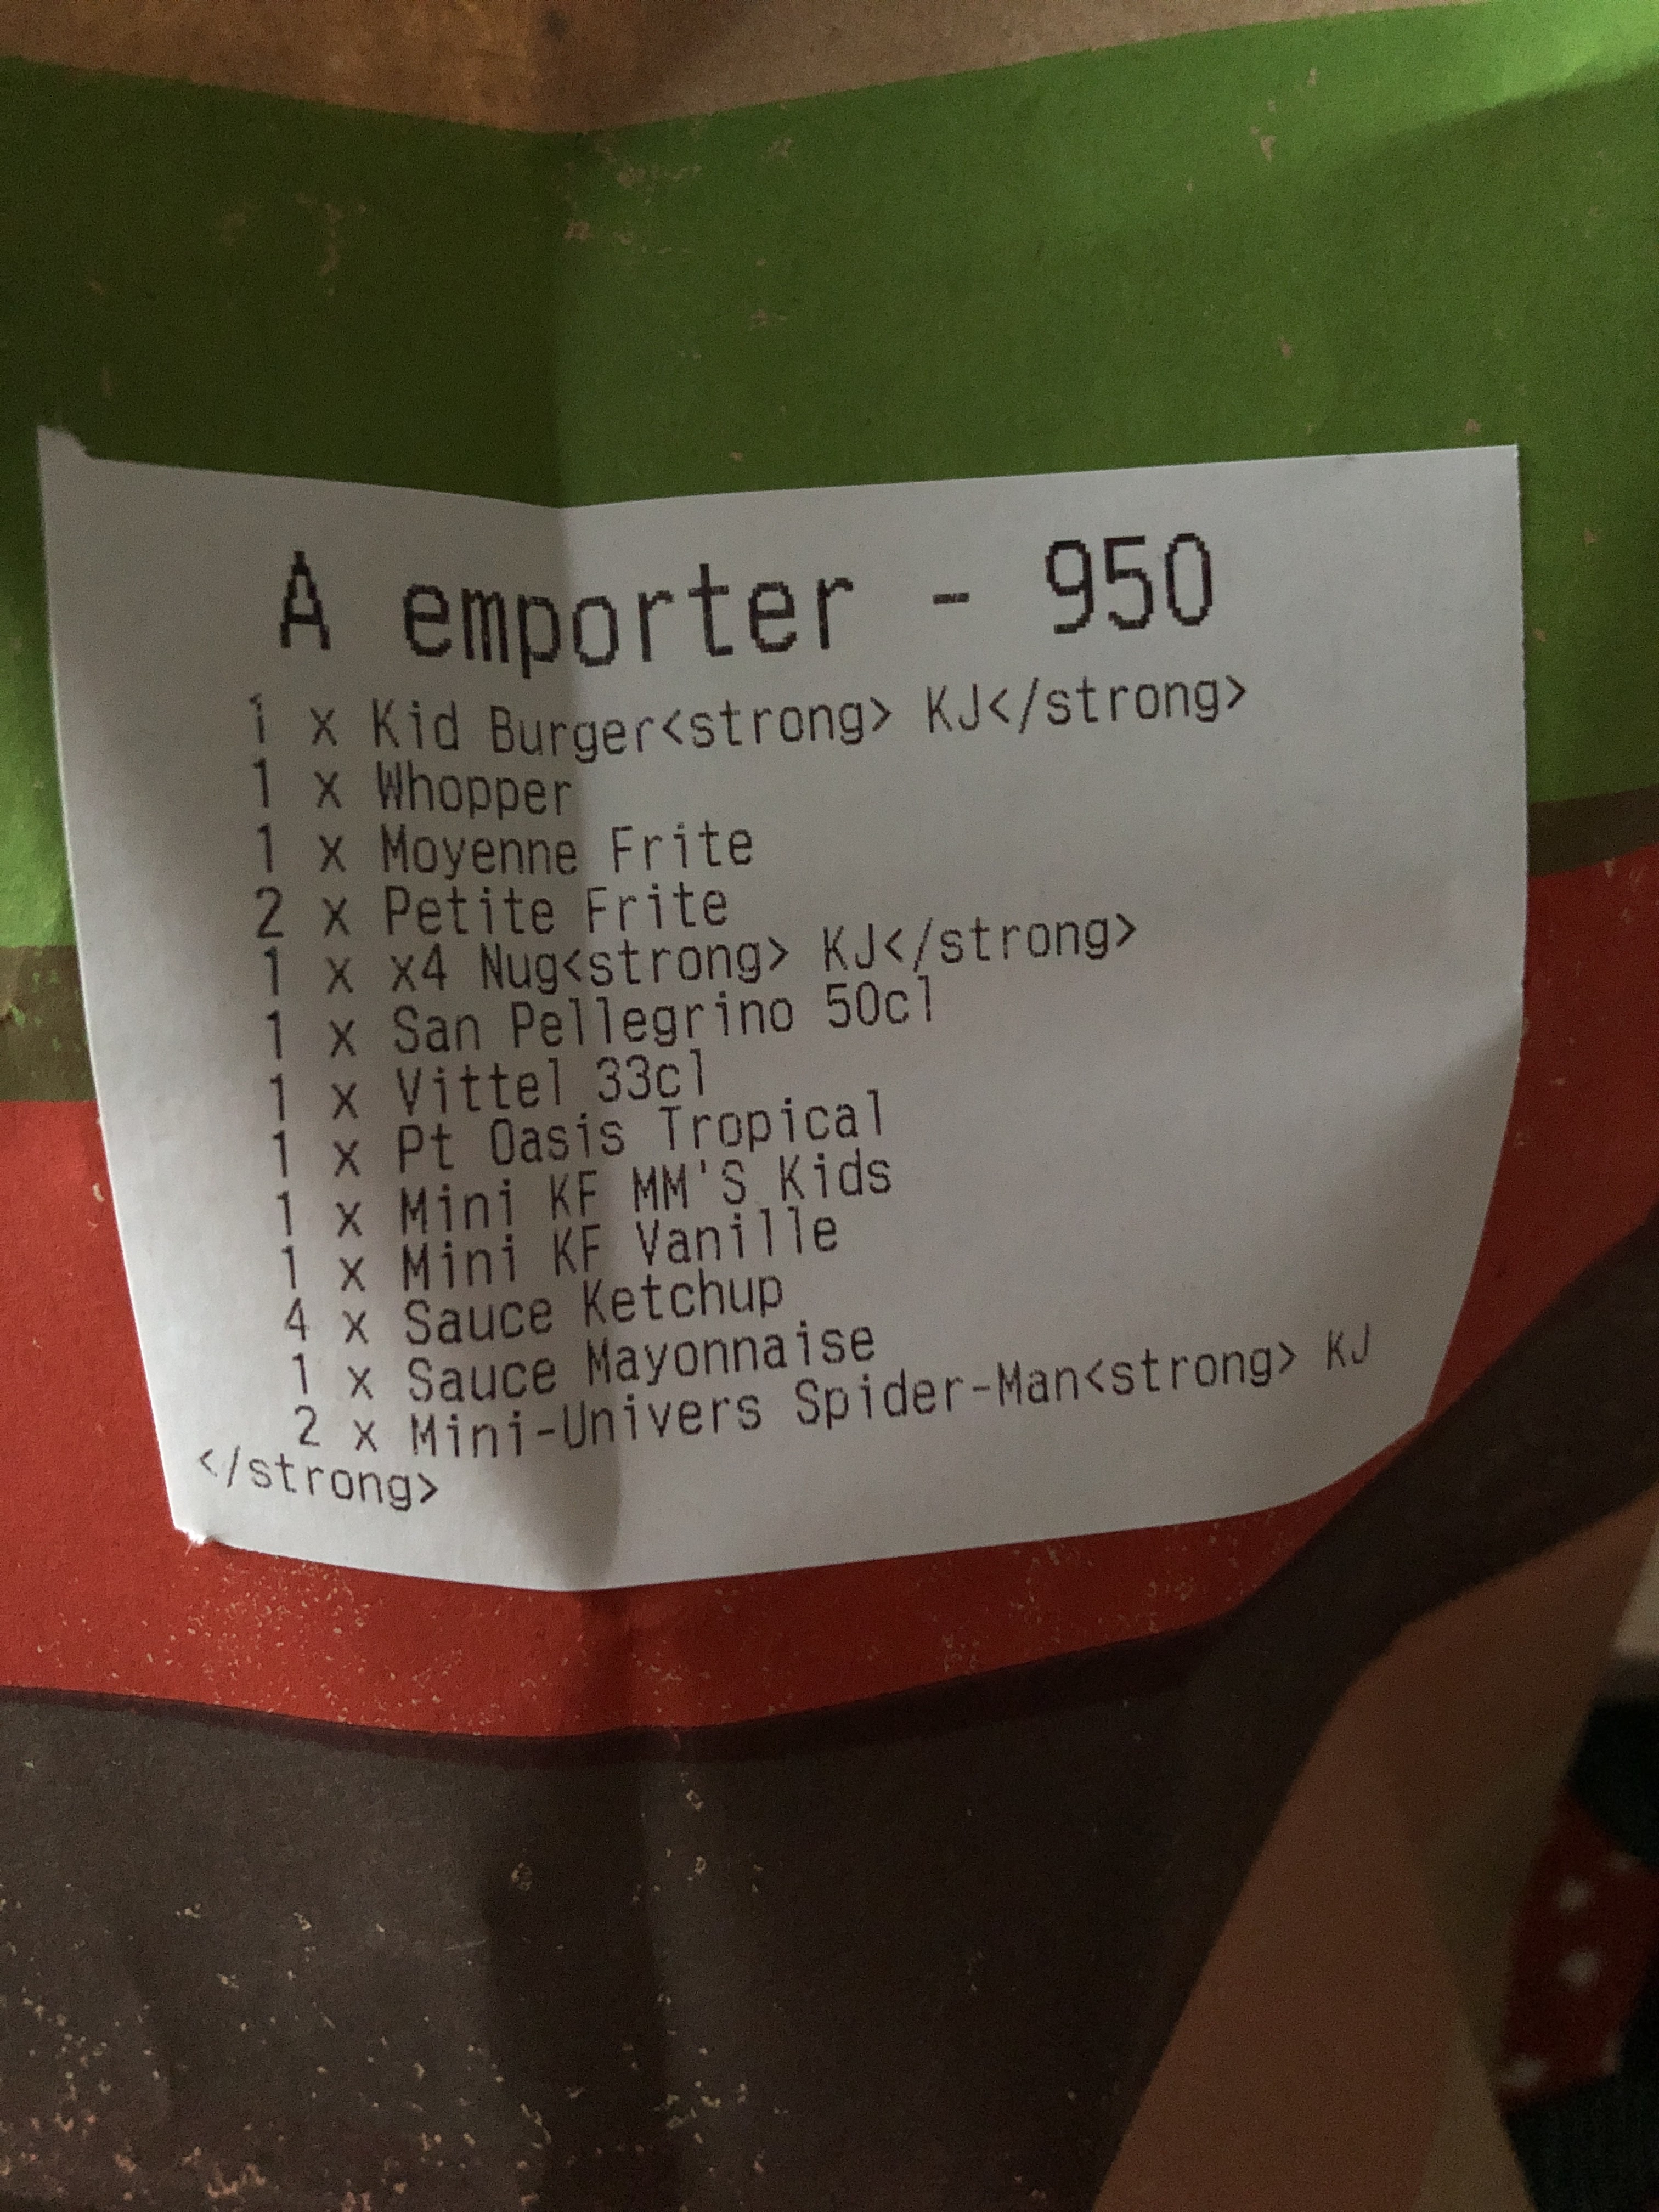 A emporter - 950
1 x Kid Burger<strong> KJ</strong>
1 x Whopper
1 x Moyenne Frite
2 x Petite Frite
1 x x4 Nug<strong> KJ</strong>
1 x San Pellegrino 50cl
1 x Vittel 33cl
1 x Pt Oasis Tropical
1 x Mini KF MM'S Kids
1 x Mini KF Vanille
4 x Sauce Ketchup
1 x Sauce Mayonnaise
2 x Mini-Univers Spider-Man<strong> KJ
</strong>